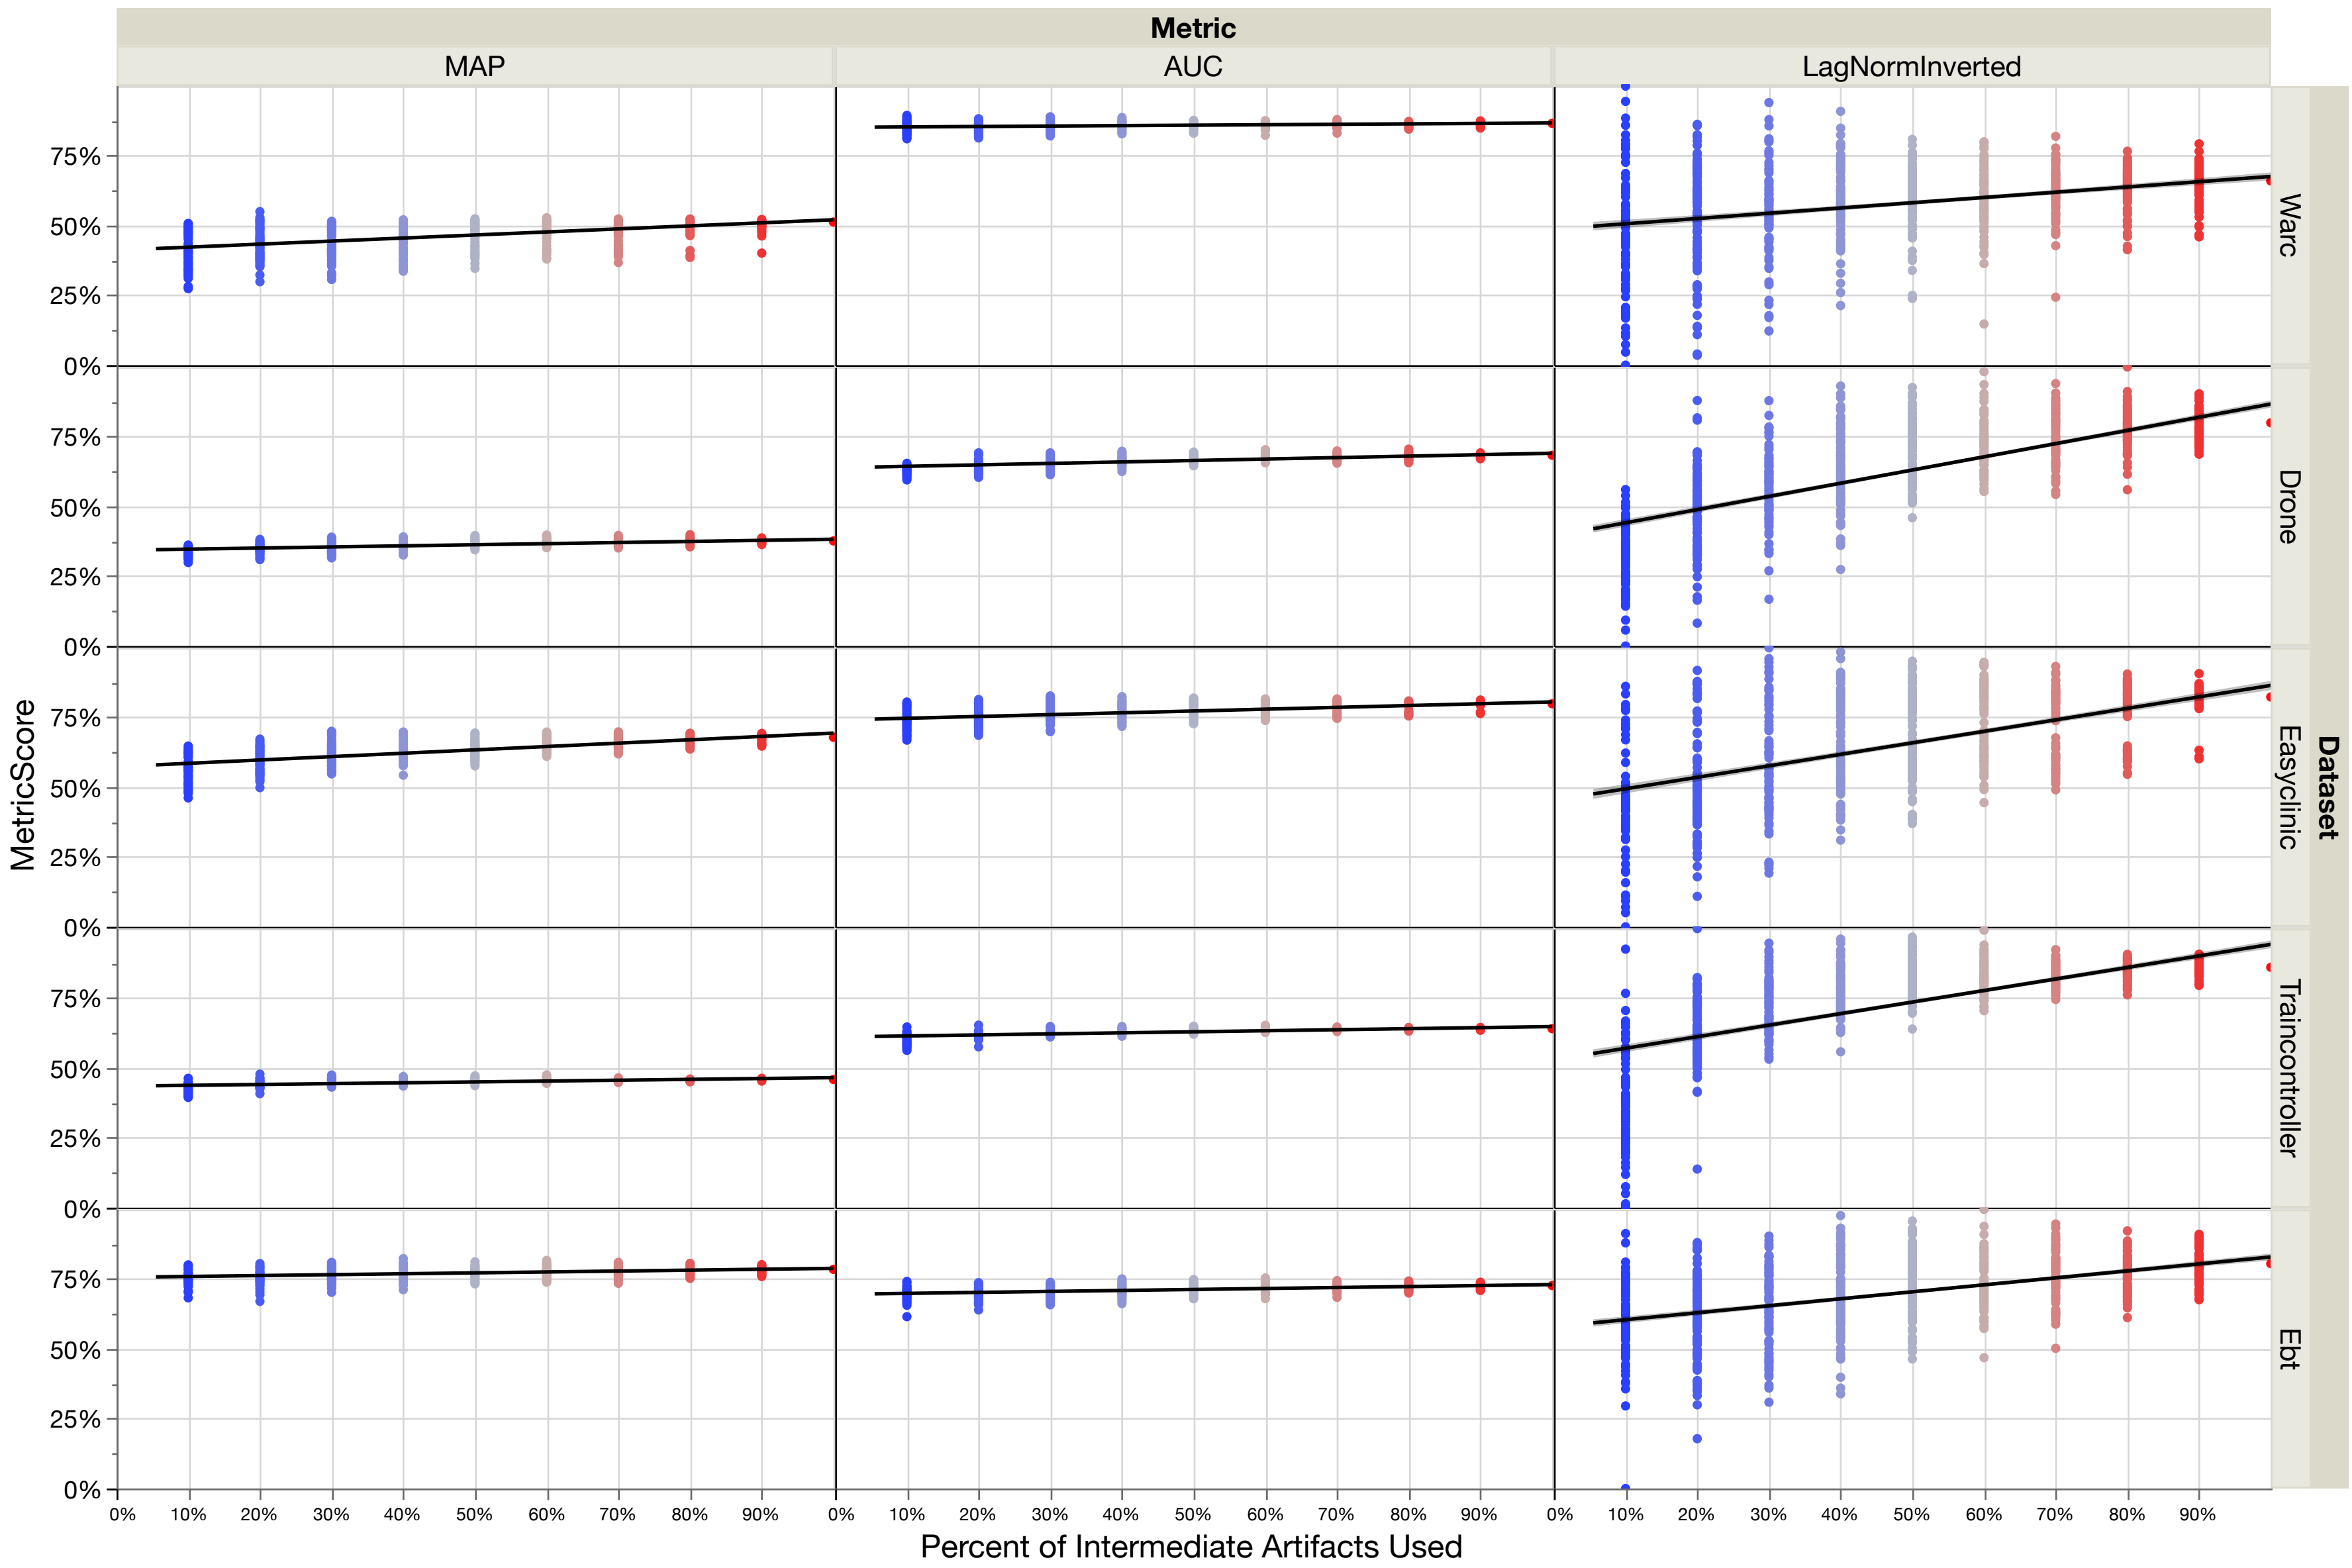 Metric
MAP AUC LagNormInverted
75%
50%
25%
0%
Warc
75%
50%
25%
0%
Drone
75%
50%
25%
0%
Easyclinic
75%
50%
25%
0%
Traincontroller
75%
50%
25%
0%
Ebt
MetricScore
Dataset
0% 10% 20% 30% 40% 50% 60% 70% 80% 90% 0% 10% 20% 30% 40% 50% 60% 70% 80% 90% 0% 10% 20% 30% 40% 50% 60% 70% 80% 90%
Percent of Intermediate Artifacts Used